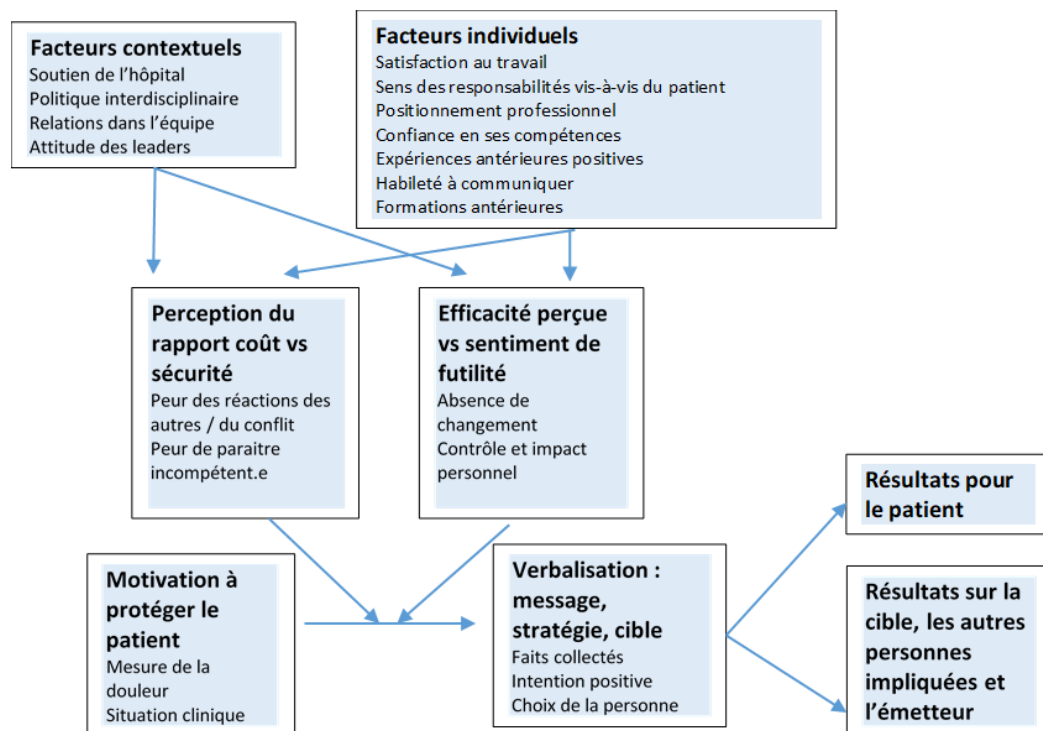 Facteurs contextuels
Soutien de l'hôpital
Politique interdisciplinaire
Relations dans l'équipe
Attitude des leaders
Facteurs individuels
Satisfaction au travail
Sens des responsabilités vis-à-vis du patient
Positionnement professionnel
Confiance en ses compétences
Expériences antérieures positives
Habileté à communiquer
Formations antérieures
Perception du
rapport coût vs
sécurité
Peur des réactions des
autres / du conflit
Peur de paraitre
incompétent.e
Efficacité perçue
vs sentiment de
futilité
Absence de
changement
Contrôle et impact
personnel
Motivation à
protéger le
patient
Mesure de la
douleur
Situation clinique
Verbalisation :
message,
stratégie, cible
Faits collectés
Intention positive
Choix de la personne
Résultats pour
le patient
Résultats sur la
cible, les autres
personnes
impliquées et
l'émetteur